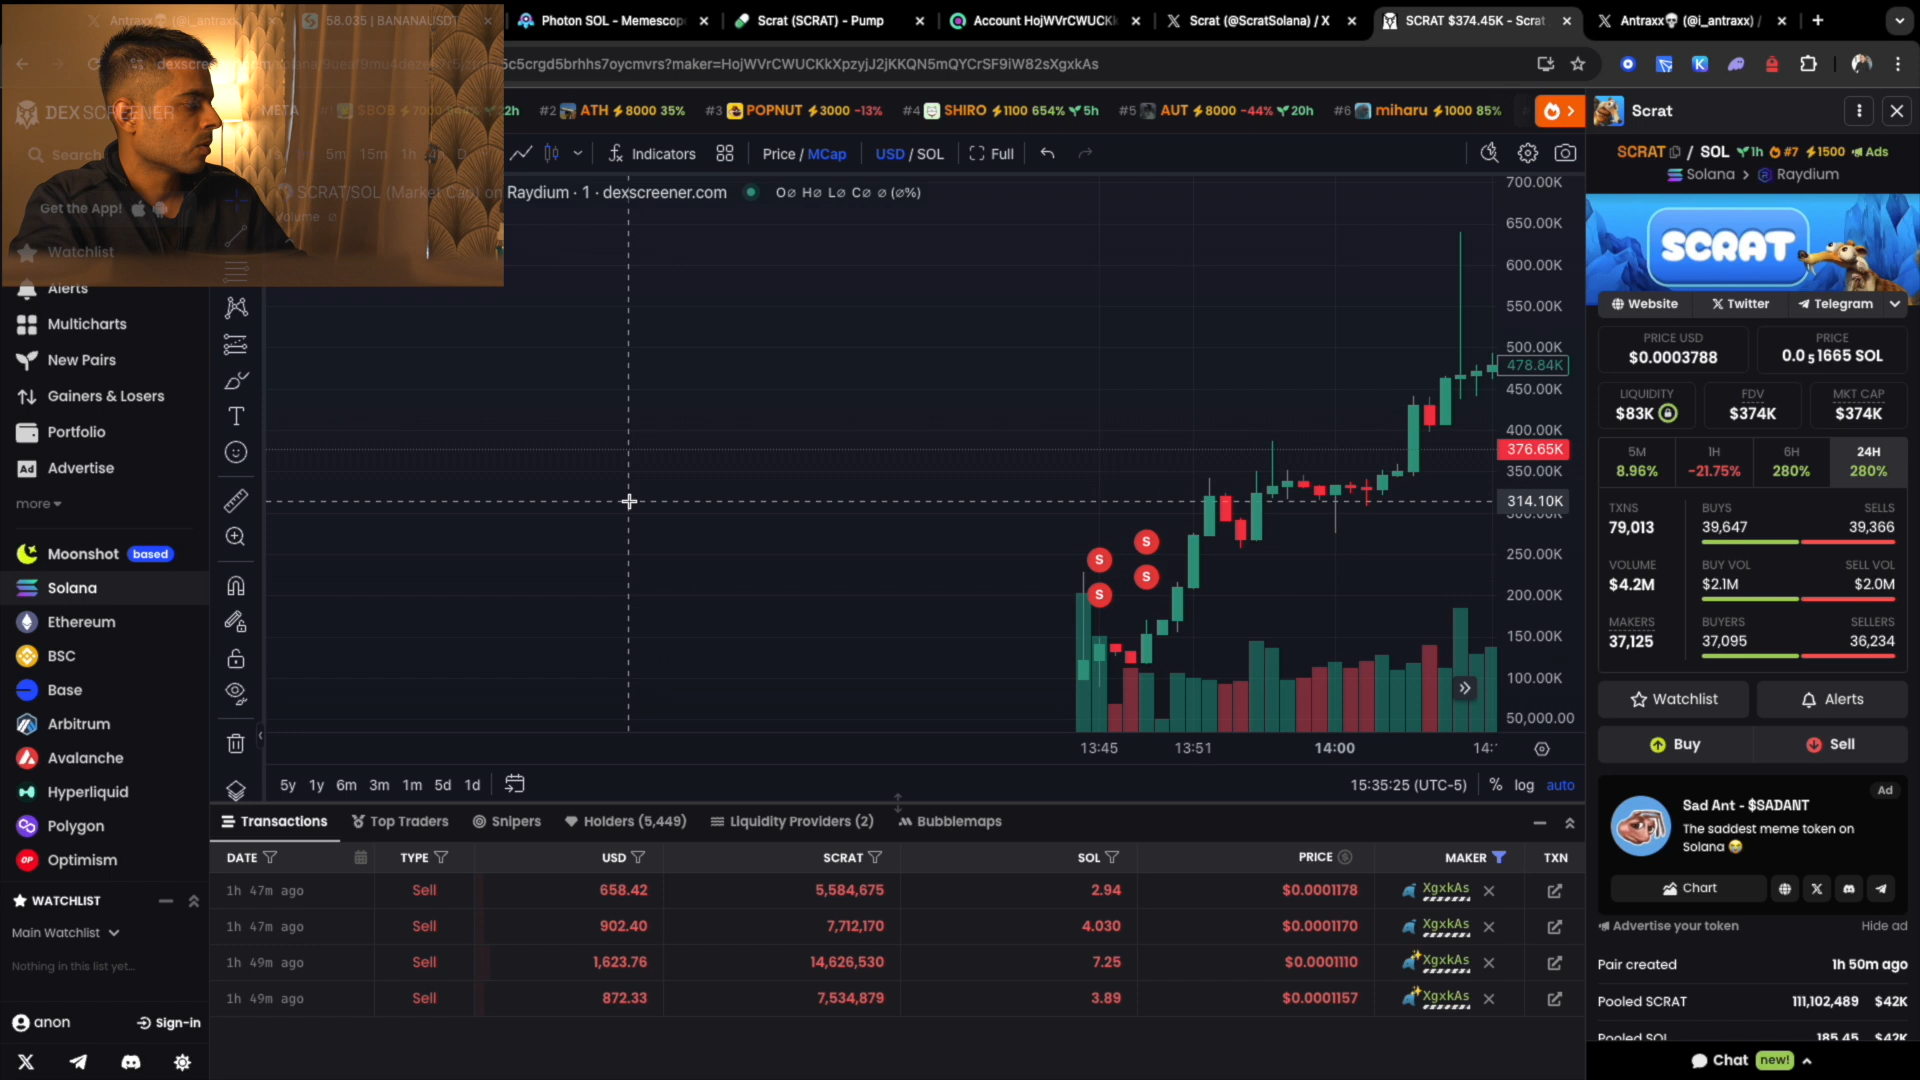 Antraxx💀 (@i_antraxx)
58.035 | BANANAUSDT
Photon SOL - Memescop
Scrat (SCRAT) - Pump
Account HojWVrCWUCKk
Scrat (@ScratSolana) / X
SCRAT $374.45K - Scrat
Antraxx💀 (@i_antraxx) /
5c5crgd5brhhs7oycmvrs?maker=HojWVrCWUCKkXpzyjJ2jKKQN5mQYCrSF9iW82sXgxkAs
DEX SCREENER
META
#1 $BOB ⚡7000
22h
#2 ATH ⚡8000 35%
#3 POPNUT ⚡3000 -13%
#4 SHIRO ⚡1100 654% 5h
#5 AUT ⚡8000 -44% 20h
#6 miharu ⚡1000 85%
Search
5m 15m 1h D
Indicators
Price / MCap
USD / SOL
Full
SCRAT/SOL (Market Cap) on Raydium · 1 · dexscreener.com
O∅ H∅ L∅ C∅ ∅ (∅%)
Volume ∅
Get the App!
Watchlist
Alerts
Multicharts
New Pairs
Gainers & Losers
Portfolio
Ad Advertise
more
Moonshot based
Solana
Ethereum
BSC
Base
Arbitrum
Avalanche
Hyperliquid
Polygon
OP Optimism
WATCHLIST
Main Watchlist
Nothing in this list yet...
anon
Sign-in
700.00K
650.00K
600.00K
550.00K
500.00K
478.84K
450.00K
400.00K
376.65K
350.00K
314.10K
300.00K
250.00K
200.00K
150.00K
100.00K
50,000.00
S
S
S
S
13:45
13:51
14:00
14:
5y 1y 6m 3m 1m 5d 1d
15:35:25 (UTC-5)
% log auto
Transactions
Top Traders
Snipers
Holders (5,449)
Liquidity Providers (2)
Bubblemaps
DATE TYPE USD SCRAT SOL PRICE MAKER TXN
1h 47m ago Sell 658.42 5,584,675 2.94 $0.0001178 XgxkAs
1h 47m ago Sell 902.40 7,712,170 4.030 $0.0001170 XgxkAs
1h 49m ago Sell 1,623.76 14,626,530 7.25 $0.0001110 XgxkAs
1h 49m ago Sell 872.33 7,534,879 3.89 $0.0001157 XgxkAs
Scrat
SCRAT / SOL 1h #7 ⚡1500 Ads
Solana > Raydium
SCRAT
Website
Twitter
Telegram
PRICE USD
$0.0003788
PRICE
0.0₅1665 SOL
LIQUIDITY
$83K
FDV
$374K
MKT CAP
$374K
5M
8.96%
1H
-21.75%
6H
280%
24H
280%
TXNS
79,013
BUYS
39,647
SELLS
39,366
VOLUME
$4.2M
BUY VOL
$2.1M
SELL VOL
$2.0M
MAKERS
37,125
BUYERS
37,095
SELLERS
36,234
Watchlist
Alerts
Buy
Sell
Ad
Sad Ant - $SADANT
The saddest meme token on
Solana 😭
Chart
Advertise your token
Hide ad
Pair created 1h 50m ago
Pooled SCRAT 111,102,489 $42K
Pooled SOL 185.45 $42K
Chat new!